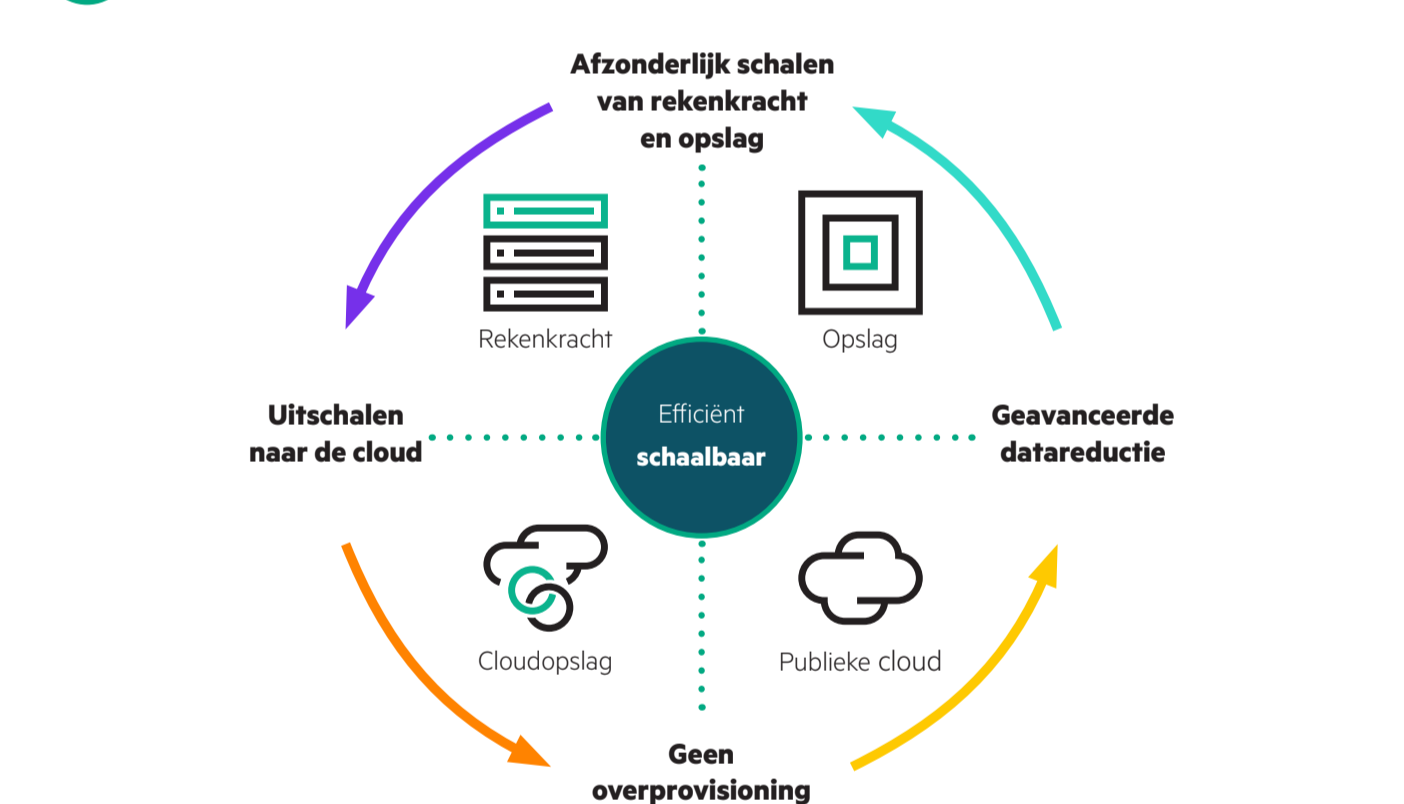 Afzonderlijk schalen
van rekenkracht
en opslag
Rekenkracht
Opslag
Uitschalen
naar de cloud
Efficiënt
schaalbaar
Geavanceerde
datareductie
Cloudopslag
Publieke cloud
Geen
overprovisioning